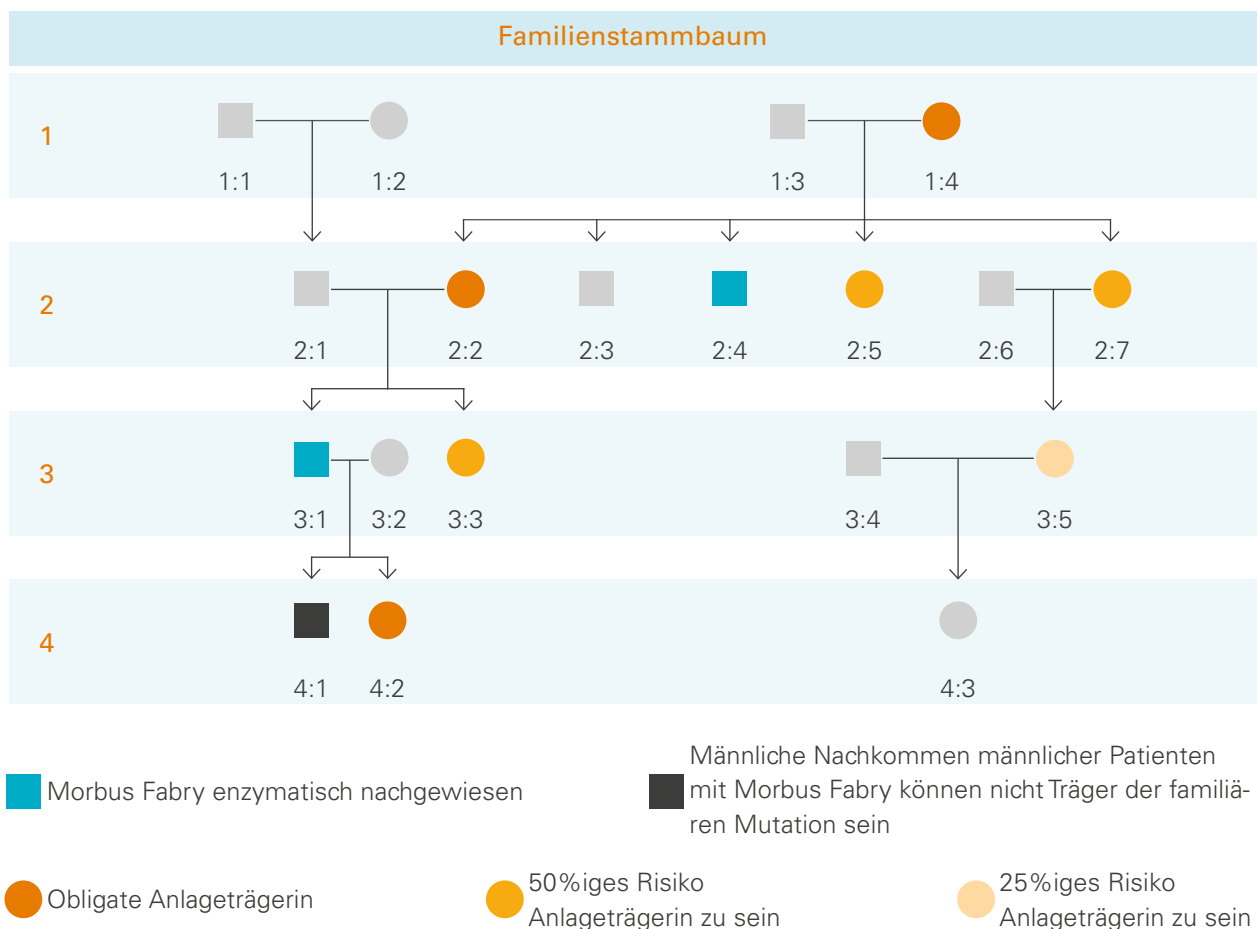 Familienstammbaum
1
1:1 1:2 1:3 1:4
2
2:1 2:2 2:3 2:4 2:5 2:6 2:7
3
3:1 3:2 3:3 3:4 3:5
4
4:1 4:2 4:3
Morbus Fabry enzymatisch nachgewiesen
Männliche Nachkommen männlicher Patienten
mit Morbus Fabry können nicht Träger der familiä-
ren Mutation sein
Obligate Anlageträgerin
50%iges Risiko
Anlageträgerin zu sein
25%iges Risiko
Anlageträgerin zu sein